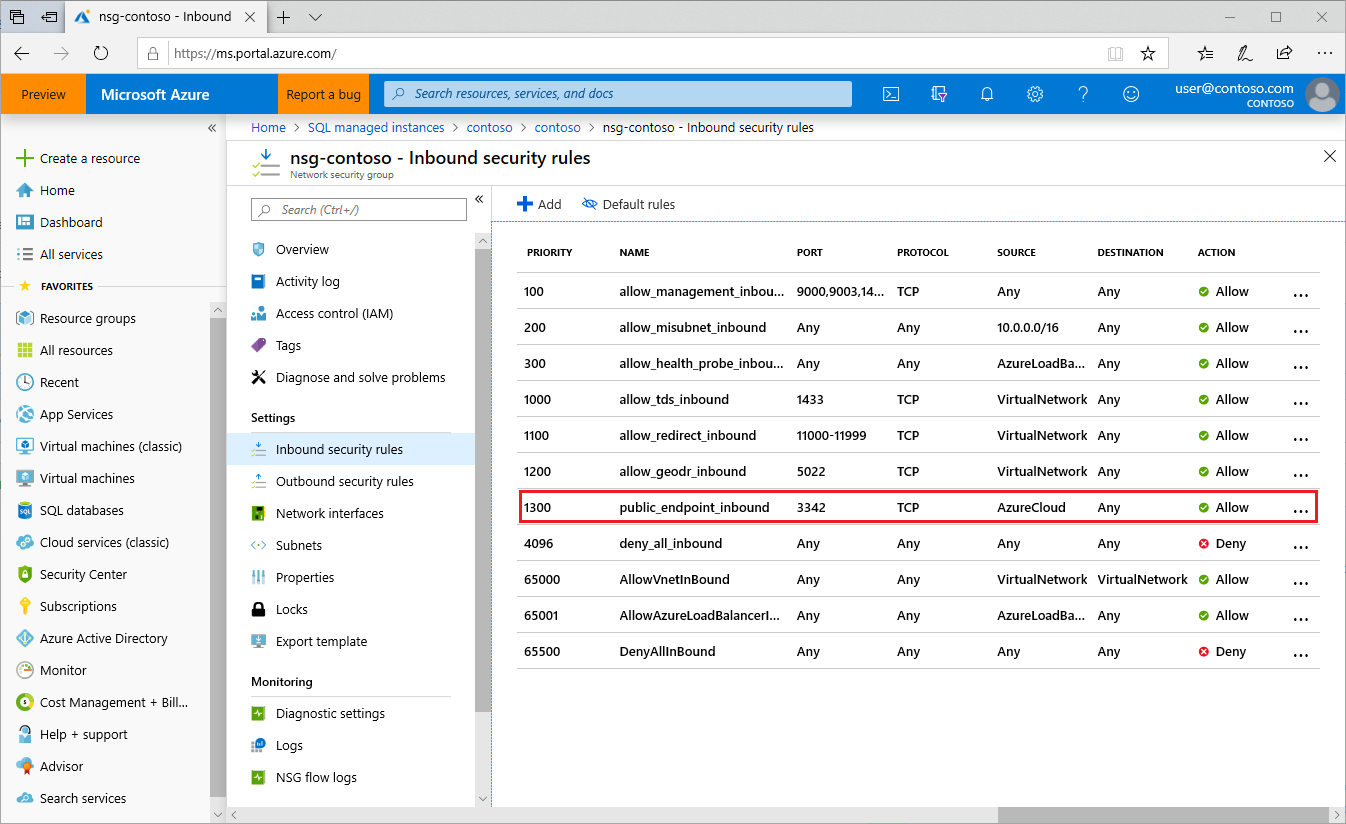 nsg-contoso - Inbound
https://ms.portal.azure.com/
Preview
Microsoft Azure
Report a bug
Search resources, services, and docs
user@contoso.com
CONTOSO
Home > SQL managed instances > contoso > contoso > nsg-contoso - Inbound security rules
nsg-contoso - Inbound security rules
Network security group
Create a resource
Home
Dashboard
All services
FAVORITES
Resource groups
All resources
Recent
App Services
Virtual machines (classic)
Virtual machines
SQL databases
Cloud services (classic)
Security Center
Subscriptions
Azure Active Directory
Monitor
Cost Management + Bill...
Help + support
Advisor
Search services
Search (Ctrl+/)
Overview
Activity log
Access control (IAM)
Tags
Diagnose and solve problems
Settings
Inbound security rules
Outbound security rules
Network interfaces
Subnets
Properties
Locks
Export template
Monitoring
Diagnostic settings
Logs
NSG flow logs
Add Default rules
PRIORITY NAME PORT PROTOCOL SOURCE DESTINATION ACTION
100 allow_management_inbou... 9000,9003,14... TCP Any Any Allow ...
200 allow_misubnet_inbound Any Any 10.0.0.0/16 Any Allow ...
300 allow_health_probe_inbou... Any Any AzureLoadBa... Any Allow ...
1000 allow_tds_inbound 1433 TCP VirtualNetwork Any Allow ...
1100 allow_redirect_inbound 11000-11999 TCP VirtualNetwork Any Allow ...
1200 allow_geodr_inbound 5022 TCP VirtualNetwork Any Allow ...
1300 public_endpoint_inbound 3342 TCP AzureCloud Any Allow ...
4096 deny_all_inbound Any Any Any Any Deny ...
65000 AllowVnetInBound Any Any VirtualNetwork VirtualNetwork Allow ...
65001 AllowAzureLoadBalancerI... Any Any AzureLoadBa... Any Allow ...
65500 DenyAllInBound Any Any Any Any Deny ...